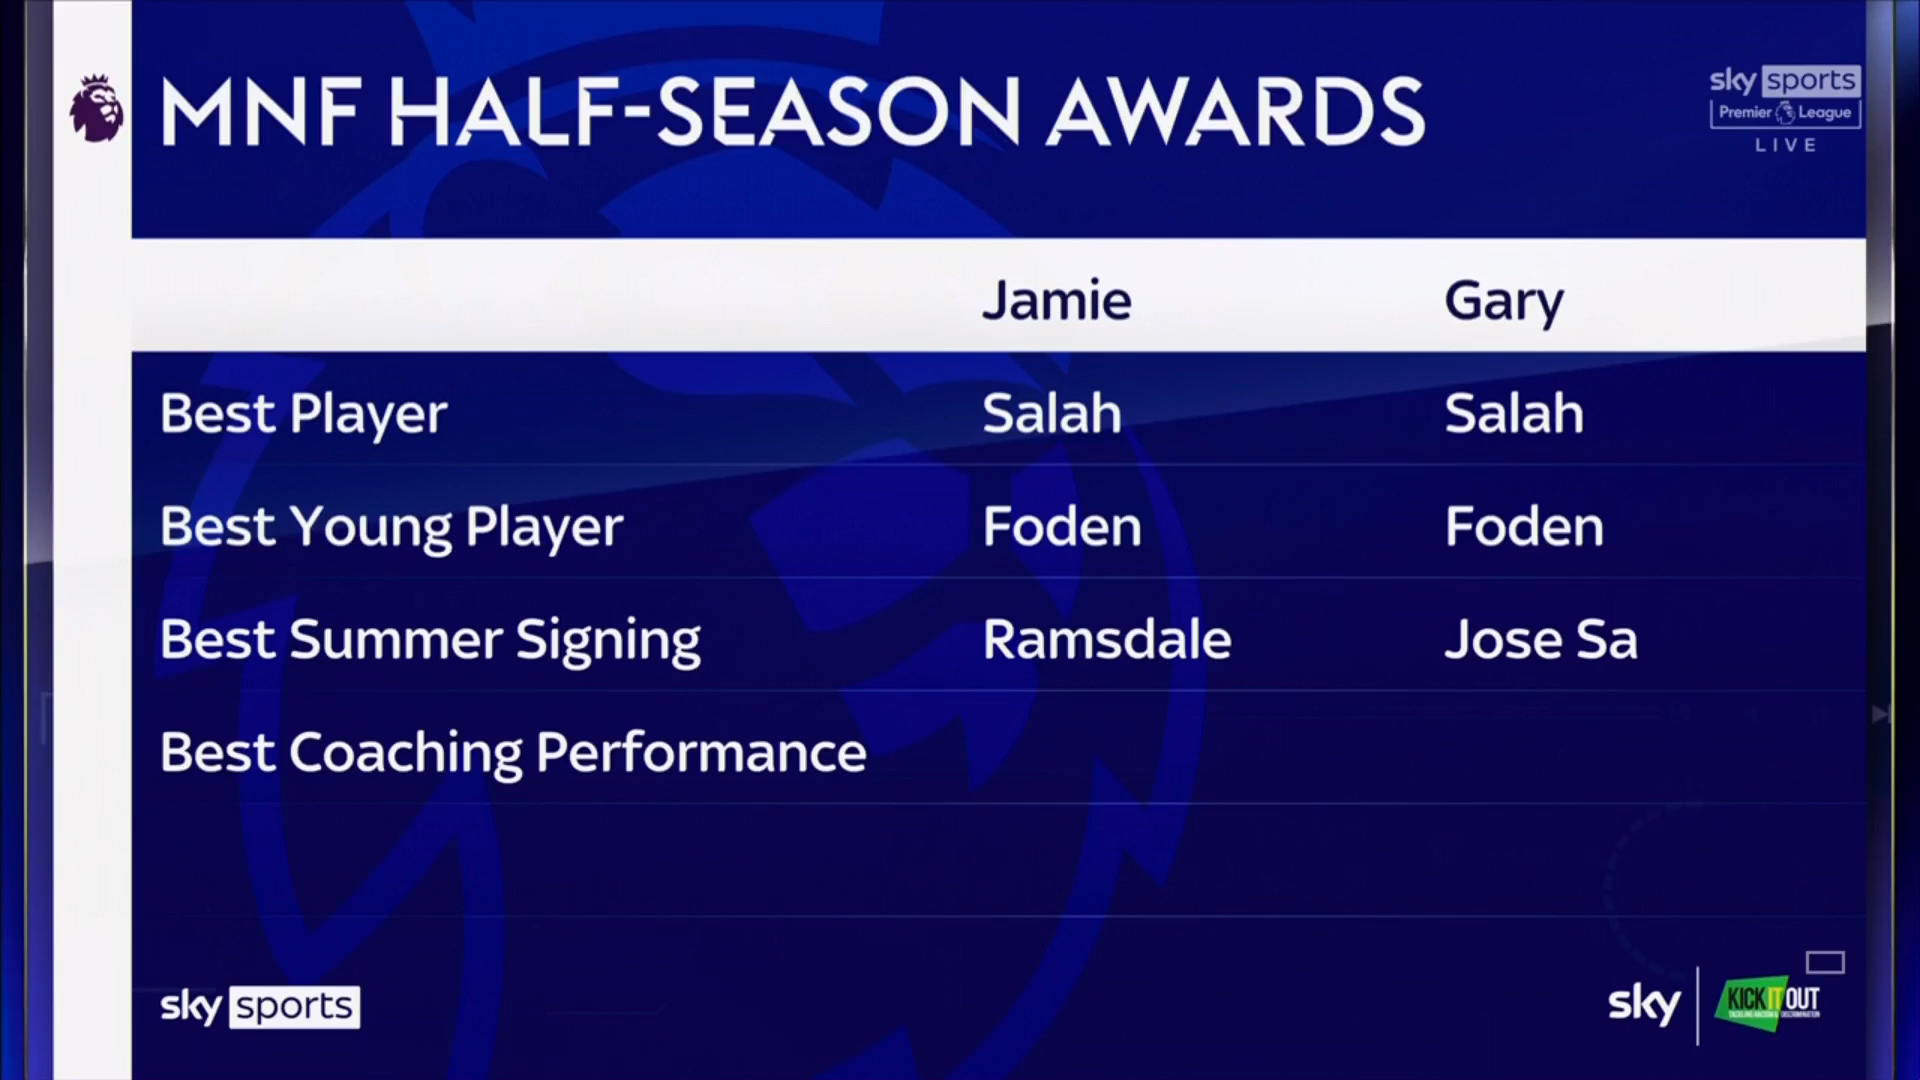 MNF HALF-SEASON AWARDS
sky sports
Premier League
LIVE
Jamie Gary
Best Player Salah Salah
Best Young Player Foden Foden
Best Summer Signing Ramsdale Jose Sa
Best Coaching Performance
sky sports
sky
KICK IT OUT